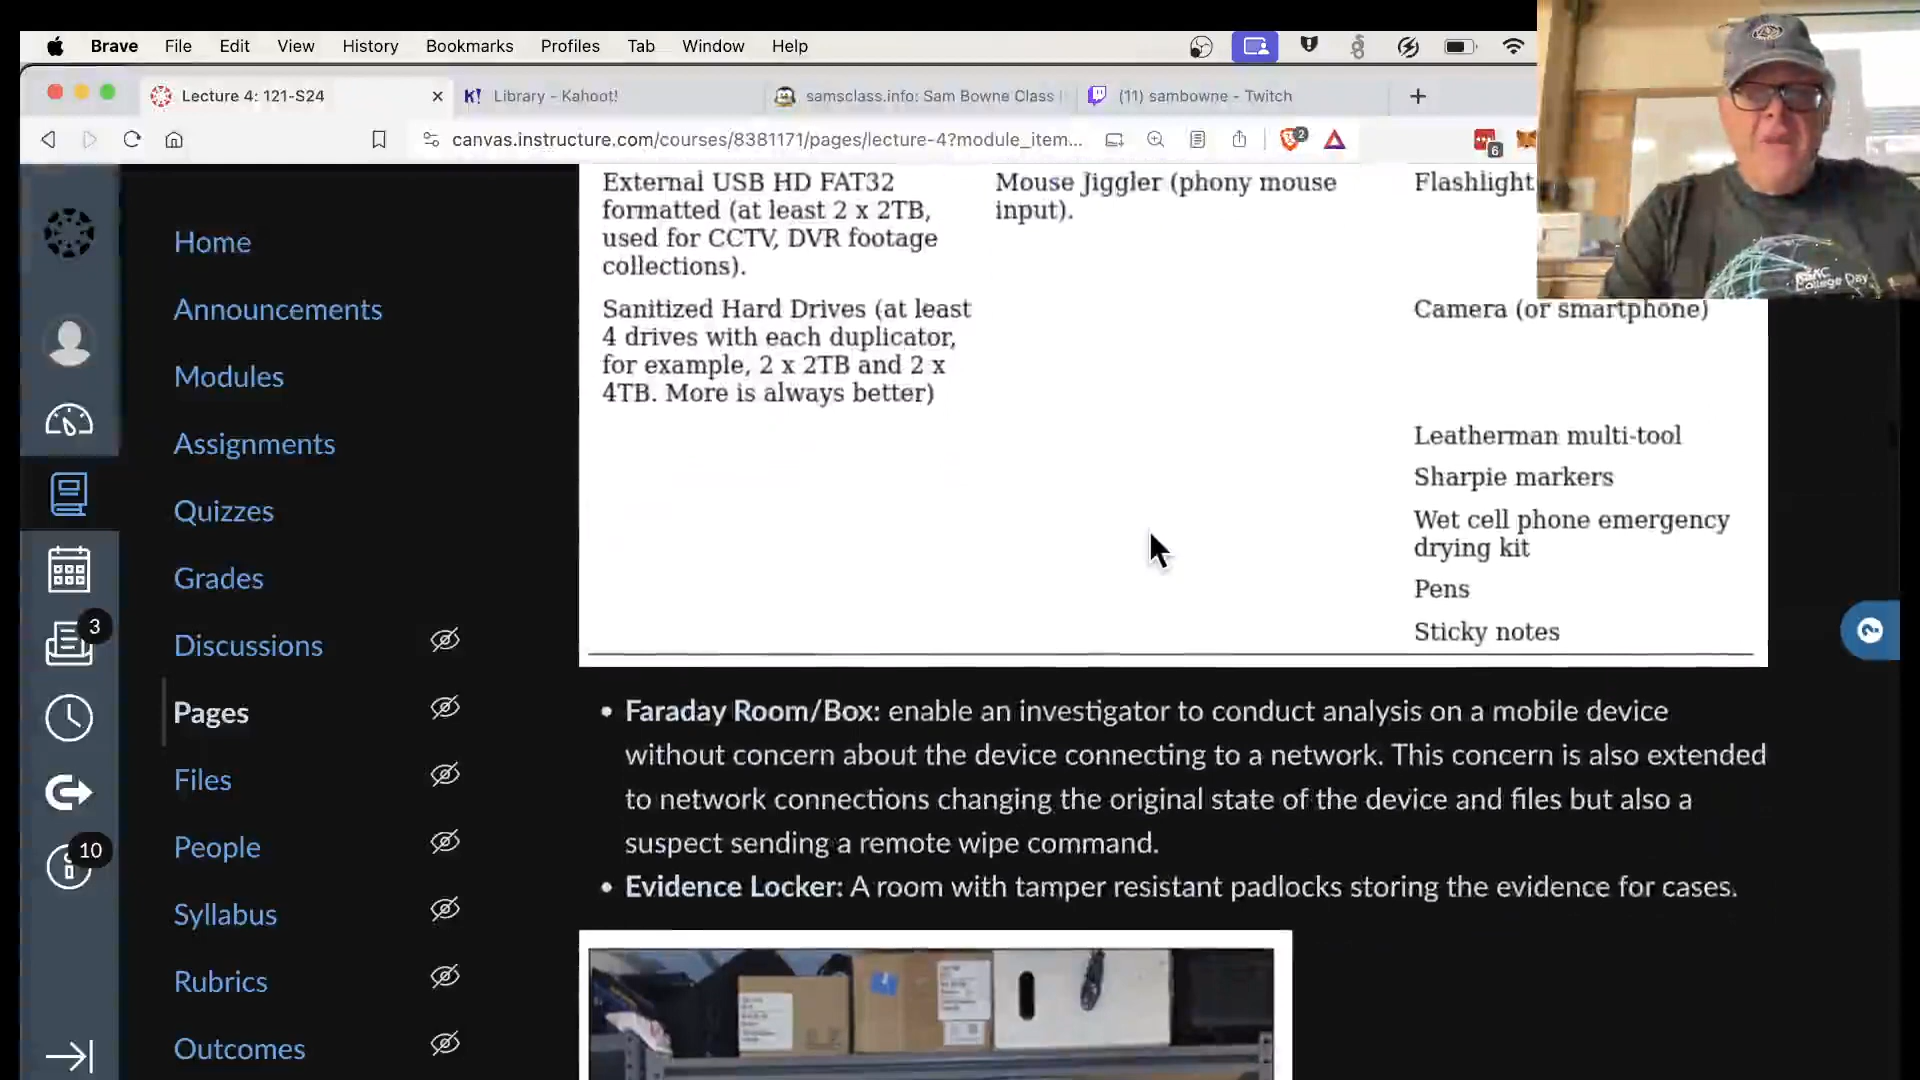 Brave File Edit View History Bookmarks Profiles Tab Window Help
Lecture 4: 121-S24
K! Library - Kahoot!
samsclass.info: Sam Bowne Class
(11) sambowne - Twitch
canvas.instructure.com/courses/8381171/pages/lecture-4?module_item...
2
6
Home
Announcements
Modules
Assignments
Quizzes
Grades
Discussions
Pages
Files
People
Syllabus
Rubrics
Outcomes
3
10
External USB HD FAT32
formatted (at least 2 x 2TB,
used for CCTV, DVR footage
collections).
Mouse Jiggler (phony mouse
input).
Flashlight
Sanitized Hard Drives (at least
4 drives with each duplicator,
for example, 2 x 2TB and 2 x
4TB. More is always better)
Camera (or smartphone)
Leatherman multi-tool
Sharpie markers
Wet cell phone emergency
drying kit
Pens
Sticky notes
• Faraday Room/Box: enable an investigator to conduct analysis on a mobile device
without concern about the device connecting to a network. This concern is also extended
to network connections changing the original state of the device and files but also a
suspect sending a remote wipe command.
• Evidence Locker: A room with tamper resistant padlocks storing the evidence for cases.
College Day